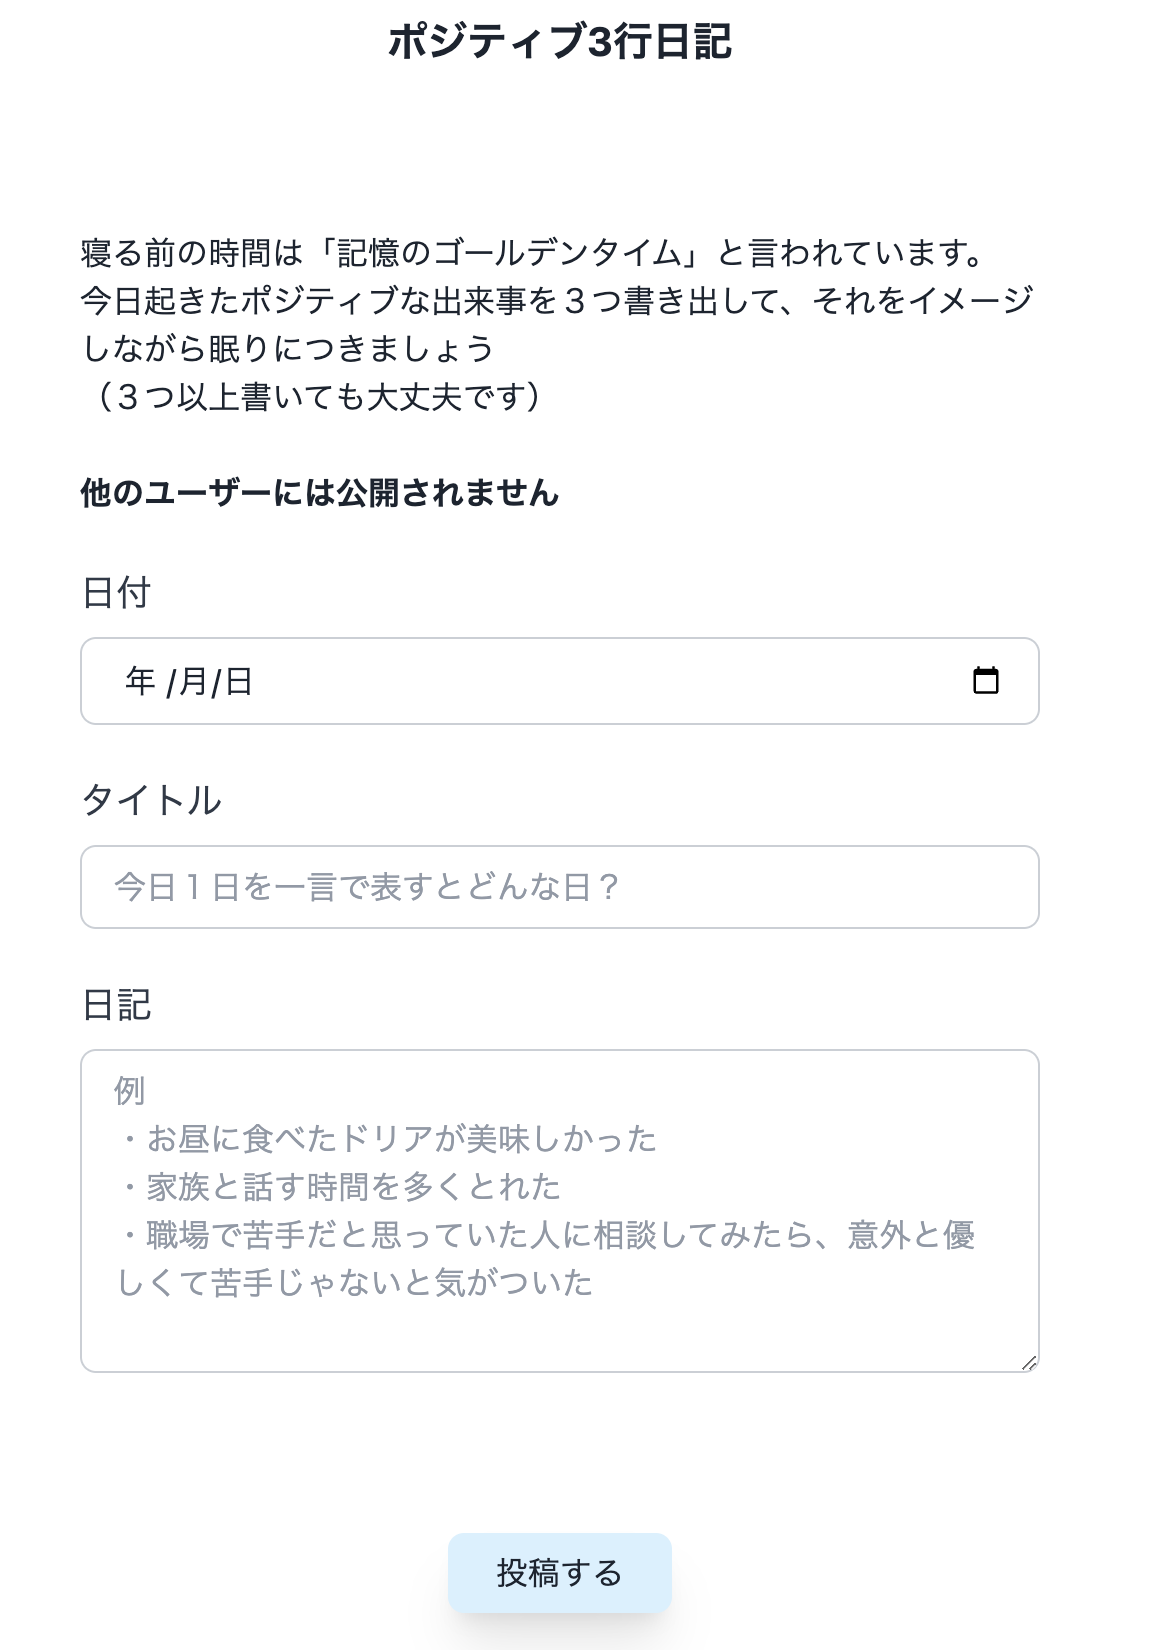 ポジティブ3行日記
寝る前の時間は「記憶のゴールデンタイム」と言われています。
今日起きたポジティブな出来事を３つ書き出して、それをイメージ
しながら眠りにつきましょう
（３つ以上書いても大丈夫です）
他のユーザーには公開されません
日付
年 /月/日
タイトル
今日１日を一言で表すとどんな日？
日記
例
・お昼に食べたドリアが美味しかった
・家族と話す時間を多くとれた
・職場で苦手だと思っていた人に相談してみたら、意外と優
しくて苦手じゃないと気がついた
投稿する